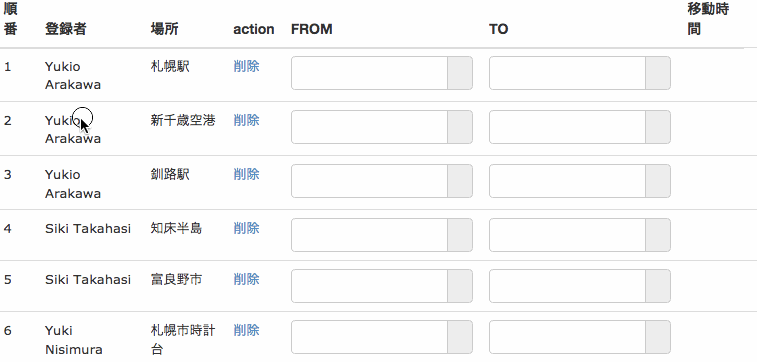 順番 登録者 場所 action FROM TO 移動時間
1 Yukio Arakawa 札幌駅 削除
2 Yukio Arakawa 新千歳空港 削除
3 Yukio Arakawa 釧路駅 削除
4 Siki Takahasi 知床半島 削除
5 Siki Takahasi 富良野市 削除
6 Yuki Nisimura 札幌市時計台 削除